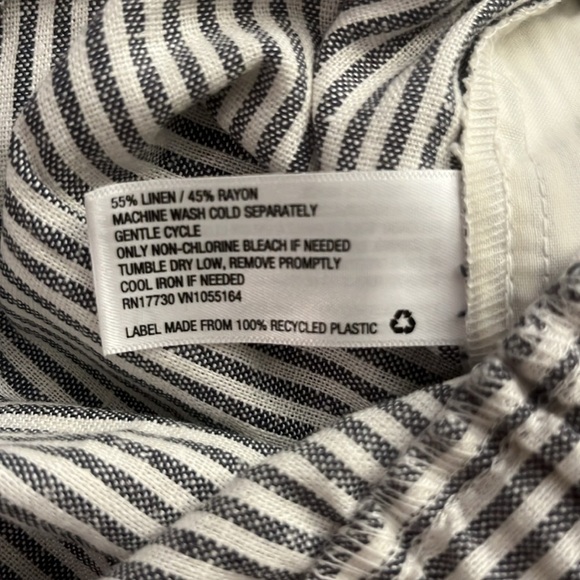 55% LINEN / 45% RAYON
MACHINE WASH COLD SEPARATELY
GENTLE CYCLE
ONLY NON-CHLORINE BLEACH IF NEEDED
TUMBLE DRY LOW, REMOVE PROMPTLY
COOL IRON IF NEEDED
RN17730 VN1055164
LABEL MADE FROM 100% RECYCLED PLASTIC